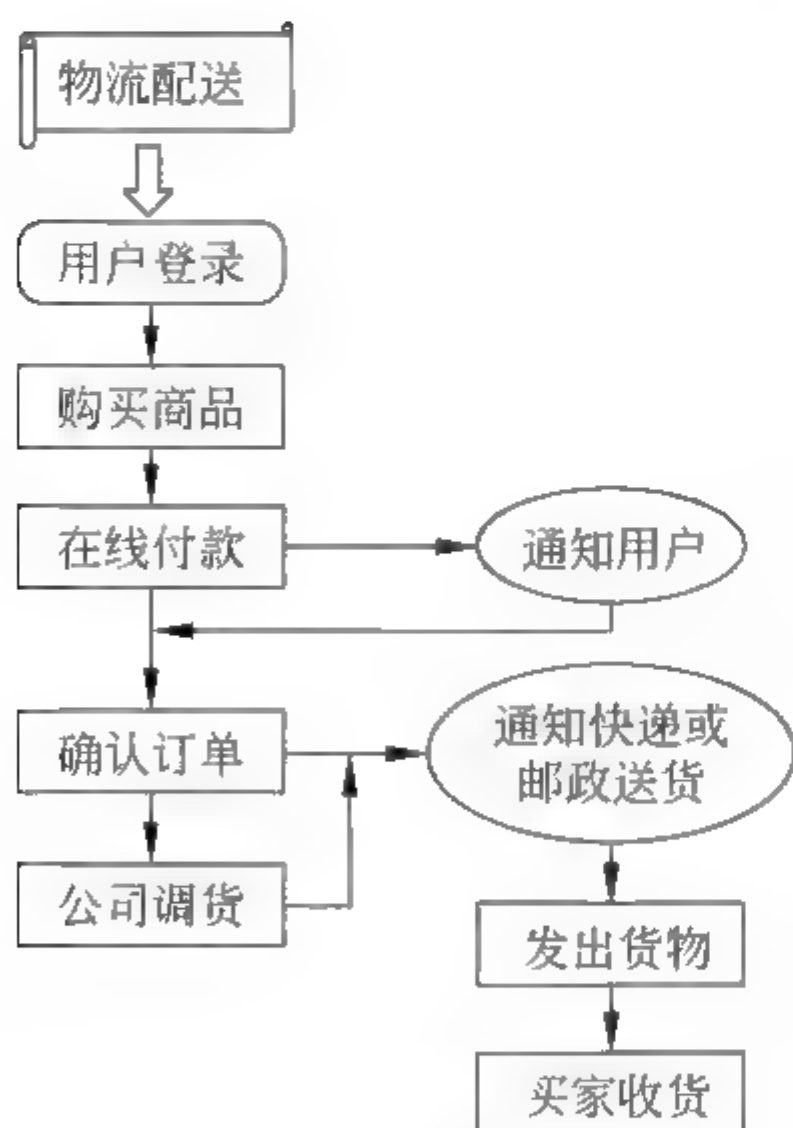 物流配送
用户登录
购买商品
在线付款
通知用户
确认订单
通知快递或
邮政送货
公司调货
发出货物
买家收货